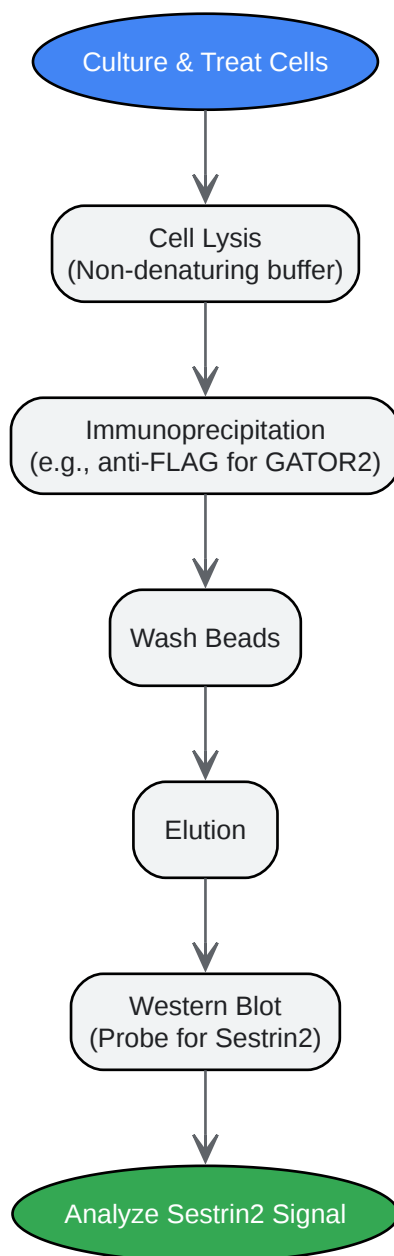 Culture & Treat Cells
Cell Lysis
(Non-denaturing buffer)
Immunoprecipitation
(e.g., anti-FLAG for GATOR2)
Wash Beads
Elution
Western Blot
(Probe for Sestrin2)
Analyze Sestrin2 Signal